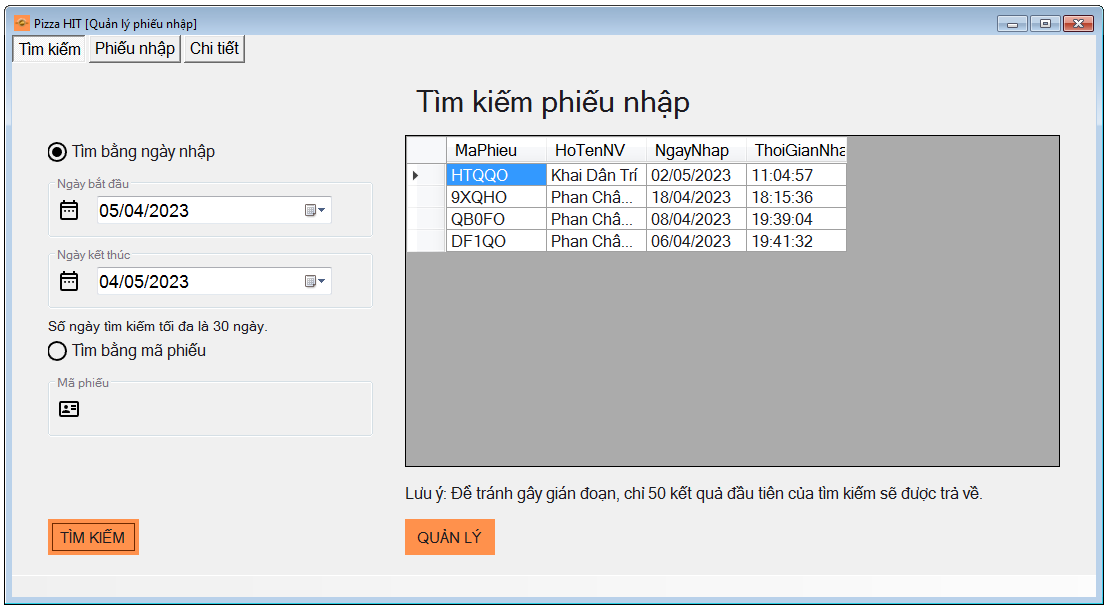 Pizza HIT [Quản lý phiếu nhập]
Tìm kiếm Phiếu nhập Chi tiết
Tìm kiếm phiếu nhập
Tìm bằng ngày nhập
Ngày bắt đầu
05/04/2023
Ngày kết thúc
04/05/2023
Số ngày tìm kiếm tối đa là 30 ngày.
Tìm bằng mã phiếu
Mã phiếu
TÌM KIẾM
MaPhieu HoTenNV NgayNhap ThoiGianNha
HTQQO Khai Dân Trí 02/05/2023 11:04:57
9XQHO Phan Châ... 18/04/2023 18:15:36
QB0FO Phan Châ... 08/04/2023 19:39:04
DF1QO Phan Châ... 06/04/2023 19:41:32
Lưu ý: Để tránh gây gián đoạn, chỉ 50 kết quả đầu tiên của tìm kiếm sẽ được trả về.
QUẢN LÝ